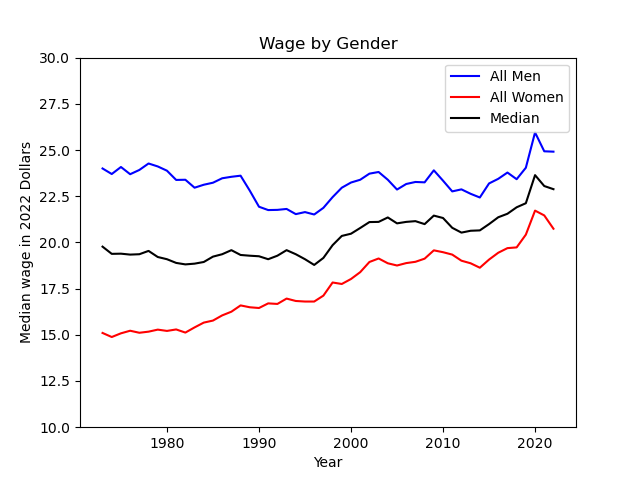 Wage by Gender
All Men
All Women
Median
30.0
27.5
25.0
22.5
20.0
17.5
15.0
12.5
10.0
Median wage in 2022 Dollars
1980 1990 2000 2010 2020
Year